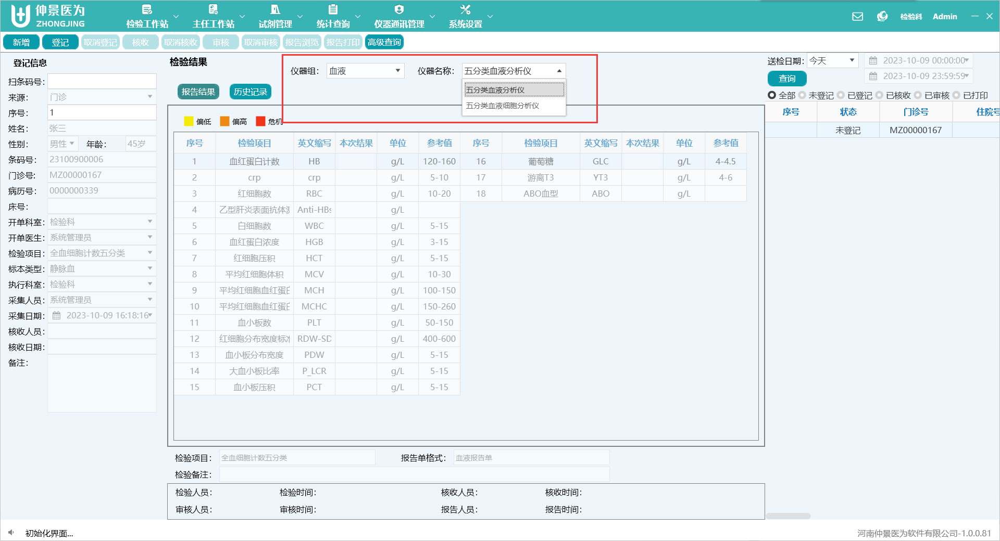 仲景医为
ZHONGJING
检验工作站 主任工作站 试剂管理 统计查询 仪器通讯管理 系统设置
检验科 Admin
新增 登记 取消登记 核收 取消核收 审核 取消审核 报告浏览 报告打印 高级查询
登记信息
扫条码号：
来源： 门诊
序号： 1
姓名： 张三
性别： 男性 年龄： 45岁
条码号： 23100900006
门诊号： MZ00000167
病历号： 0000000339
床号：
开单科室： 检验科
开单医生： 系统管理员
检验项目： 全血细胞计数五分类
标本类型： 静脉血
执行科室： 检验科
采集人员： 系统管理员
采集日期： 2023-10-09 16:18:16
核收人员：
核收日期：
备注：
检验结果
仪器组： 血液 仪器名称： 五分类血液分析仪
五分类血液分析仪
五分类血液细胞分析仪
报告结果 历史记录
偏低 偏高 危机
序号 检验项目 英文缩写 本次结果 单位 参考值 序号 检验项目 英文缩写 本次结果 单位 参考值
1 血红蛋白计数 HB g/L 120-160 16 葡萄糖 GLC g/L 4-4.5
2 crp crp g/L 5-10 17 游离T3 YT3 g/L 4-6
3 红细胞数 RBC g/L 10-20 18 ABO血型 ABO g/L
4 乙型肝炎表面抗体 Anti-HBs g/L
5 白细胞数 WBC g/L 5-15
6 血红蛋白浓度 HGB g/L 3-15
7 红细胞压积 HCT g/L 5-15
8 平均红细胞体积 MCV g/L 10-30
9 平均红细胞血红蛋白 MCH g/L 100-150
10 平均红细胞血红蛋白 MCHC g/L 150-260
11 血小板数 PLT g/L 50-150
12 红细胞分布宽度标准 RDW-SD g/L 400-600
13 血小板分布宽度 PDW g/L 5-15
14 大血小板比率 P_LCR g/L 5-15
15 血小板压积 PCT g/L 5-15
检验项目： 全血细胞计数五分类 报告单格式： 血液报告单
检验备注：
检验人员： 检验时间： 核收人员： 核收时间：
审核人员： 审核时间： 报告人员： 报告时间：
送检日期： 今天 2023-10-09 00:00:00
查询 2023-10-09 23:59:59
全部 未登记 已登记 已核收 已审核 已打印
序号 状态 门诊号 住院号
未登记 MZ00000167
初始化界面...
河南仲景医为软件有限公司-1.0.0.81